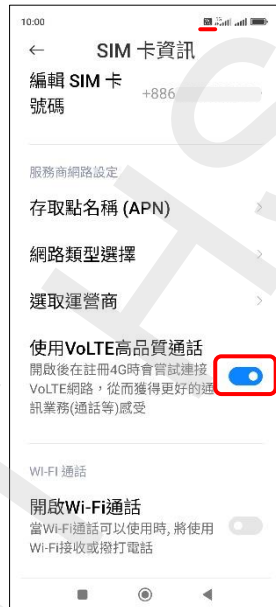 10:00
← SIM 卡資訊
編輯 SIM 卡
號碼
+886
服務商網路設定
存取點名稱 (APN)
網路類型選擇
選取運營商
使用VoLTE高品質通話
開啟後在註冊4G時會嘗試連接
VoLTE網路，從而獲得更好的通
訊業務(通話等)感受
WI-FI 通話
開啟Wi-Fi通話
當Wi-Fi通話可以使用時, 將使用
Wi-Fi接收或撥打電話